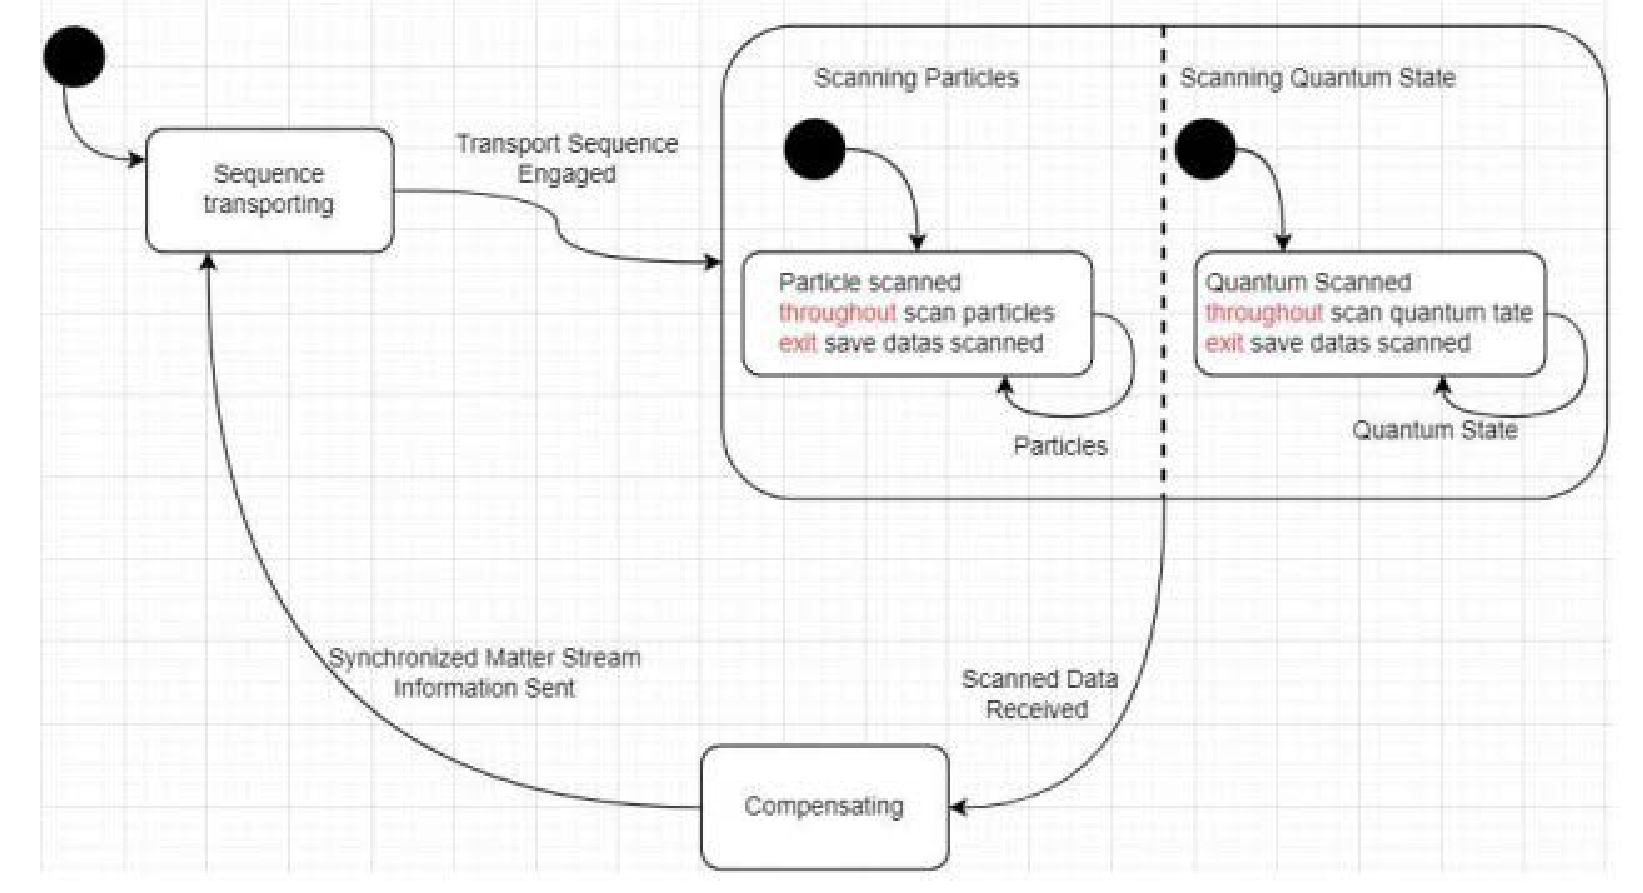 Scanning Particles
Scanning Quantum State
Transport Sequence
Engaged
Sequence
transporting
Particle scanned
throughout scan particles
exit save datas scanned
Quantum Scanned
throughout scan quantum tate
exit save datas scanned
Particles
Quantum State
Synchronized Matter Stream
Information Sent
Scanned Data
Received
Compensating